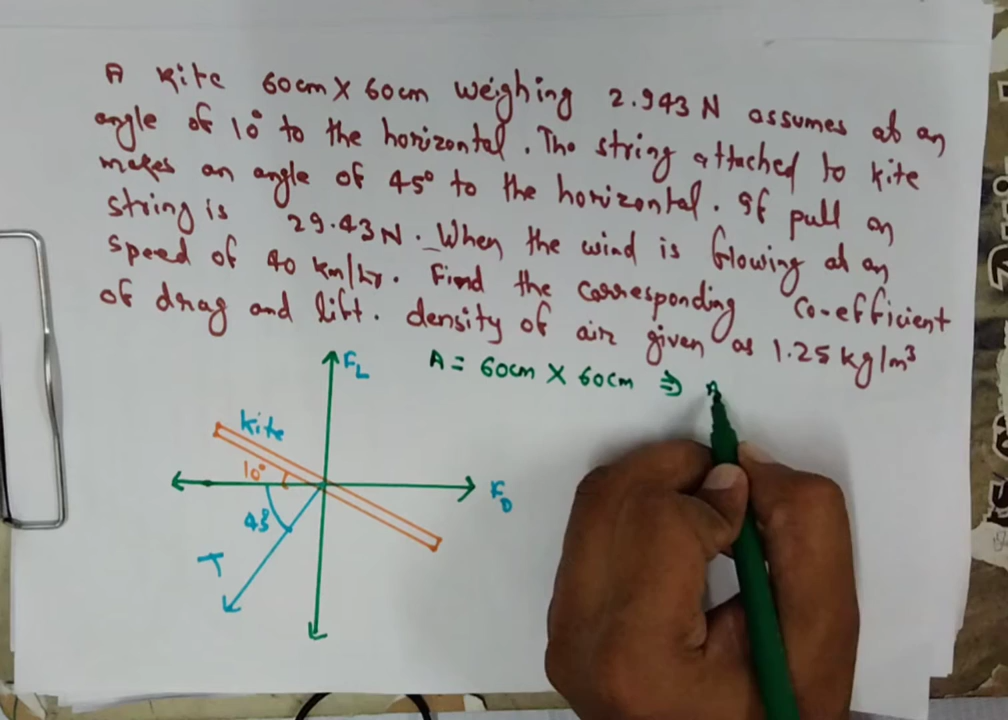 A kite 60cm X 60cm weighing 2.943 N assumes at an
angle of 10° to the horizontal. The string attached to kite
makes an angle of 45° to the horizontal. If pull on
string is 29.43N. When the wind is flowing at an
speed of 40 km/hr. Find the corresponding co-efficient
of drag and lift. density of air given as 1.25 kg/m³
F_L
A = 60cm X 60cm ⇒ A
kite
10°
F_D
45
T